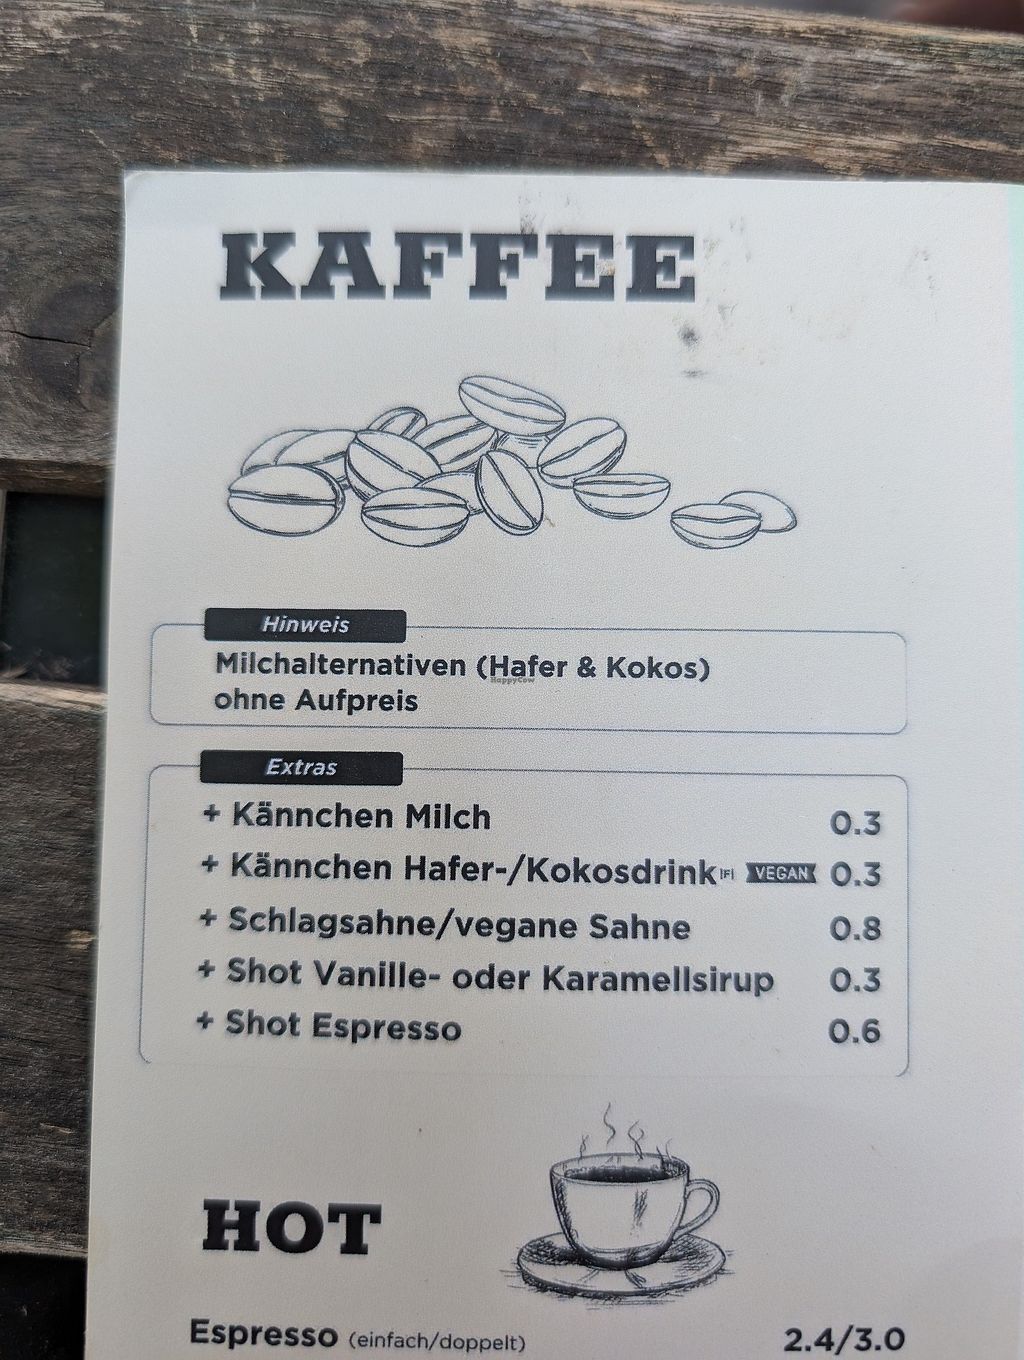 KAFFEE
Hinweis
Milchalternativen (Hafer & Kokos)
HappyCow
ohne Aufpreis
Extras
+ Kännchen Milch 0.3
+ Kännchen Hafer-/Kokosdrink |F| VEGAN 0.3
+ Schlagsahne/vegane Sahne 0.8
+ Shot Vanille- oder Karamellsirup 0.3
+ Shot Espresso 0.6
HOT
Espresso (einfach/doppelt) 2.4/3.0